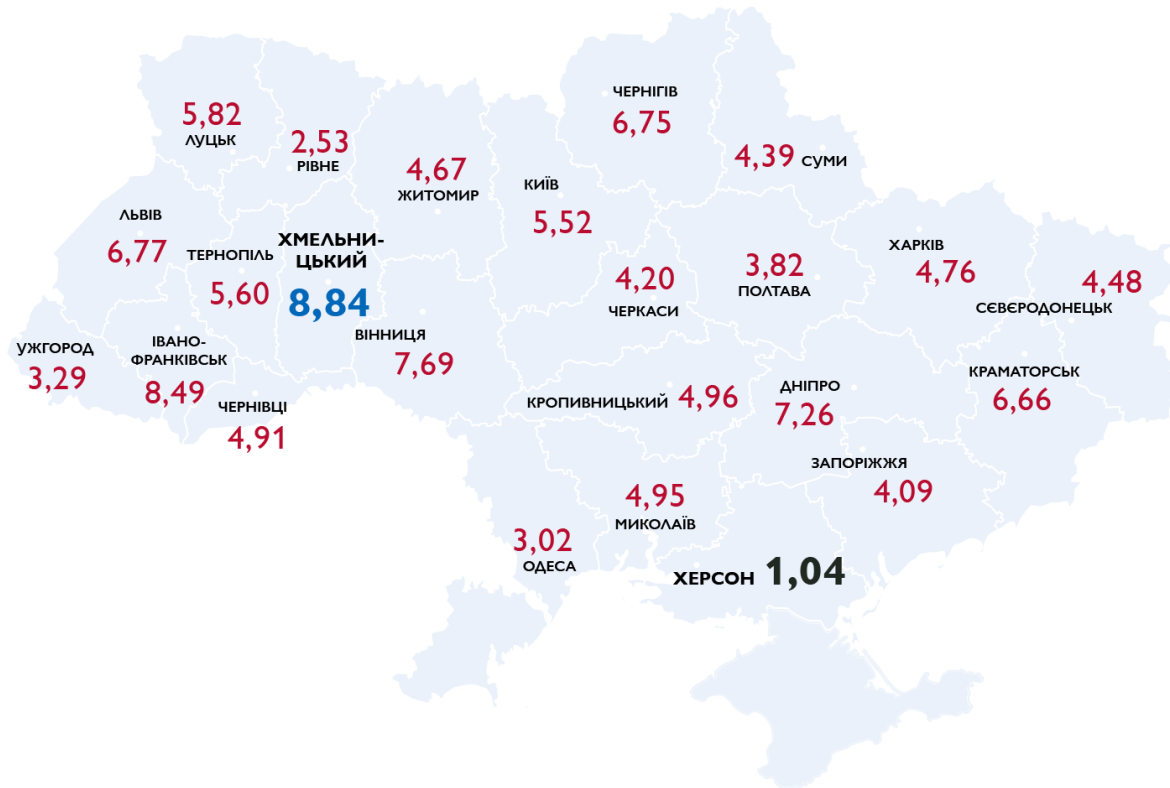 ЧЕРНІГІВ
6,75
5,82
ЛУЦЬК
2,53
РІВНЕ
4,39 СУМИ
4,67
ЖИТОМИР
КИЇВ
5,52
ЛЬВІВ
6,77
ТЕРНОПІЛЬ
5,60
ХМЕЛЬНИ-
ЦЬКИЙ
8,84
4,20
ЧЕРКАСИ
3,82
ПОЛТАВА
ХАРКІВ
4,76
4,48
СЄВЄРОДОНЕЦЬК
УЖГОРОД
3,29
ІВАНО-
ФРАНКІВСЬК
8,49
ВІННИЦЯ
7,69
ЧЕРНІВЦІ
4,91
КРОПИВНИЦЬКИЙ 4,96
ДНІПРО
7,26
КРАМАТОРСЬК
6,66
ЗАПОРІЖЖЯ
4,09
4,95
МИКОЛАЇВ
3,02
ОДЕСА
ХЕРСОН 1,04